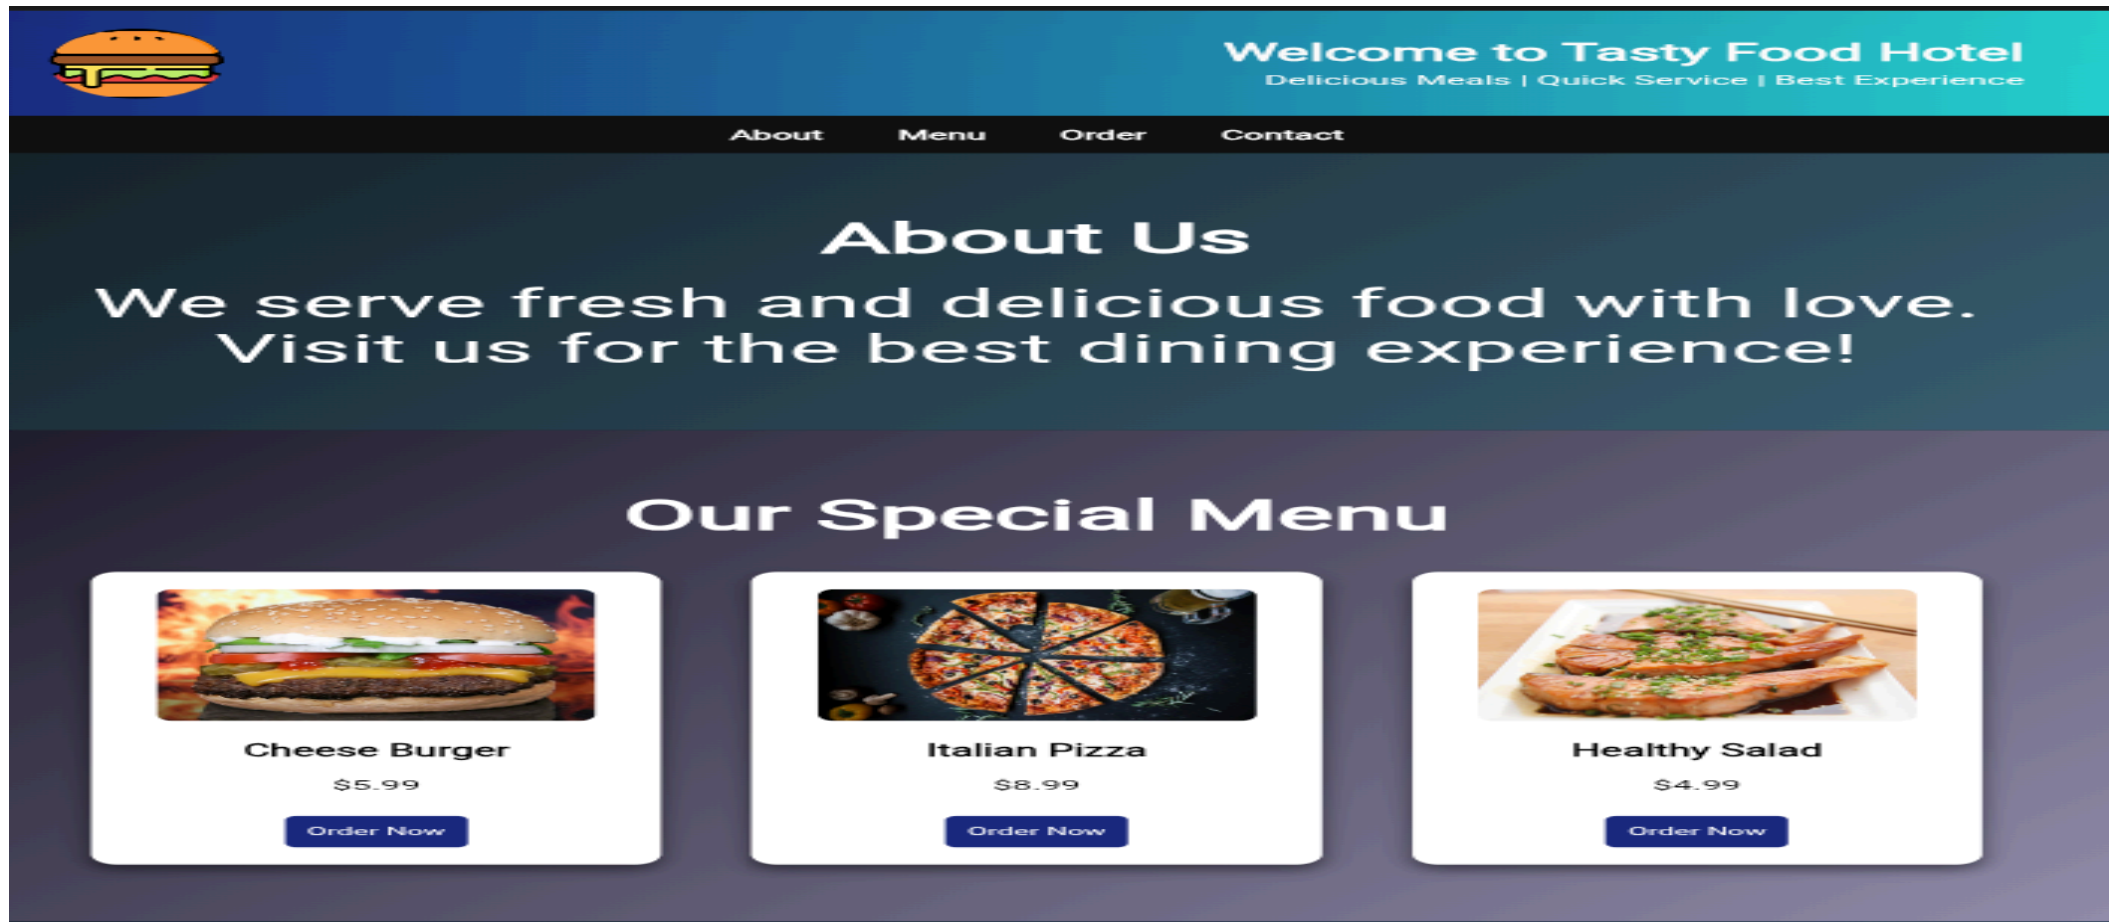 Welcome to Tasty Food Hotel
Delicious Meals | Quick Service | Best Experience
About Menu Order Contact
About Us
We serve fresh and delicious food with love.
Visit us for the best dining experience!
Our Special Menu
Cheese Burger
$5.99
Order Now
Italian Pizza
$8.99
Order Now
Healthy Salad
$4.99
Order Now